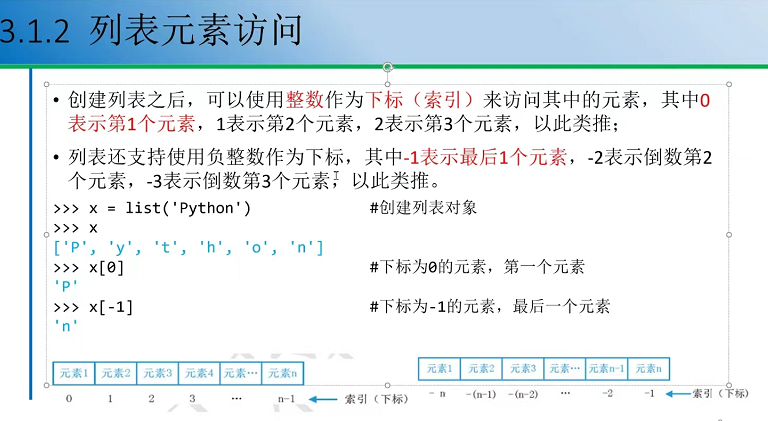 3.1.2 列表元素访问
• 创建列表之后，可以使用整数作为下标（索引）来访问其中的元素，其中0
表示第1个元素，1表示第2个元素，2表示第3个元素，以此类推；
• 列表还支持使用负整数作为下标，其中-1表示最后1个元素，-2表示倒数第2
个元素，-3表示倒数第3个元素，以此类推。
>>> x = list('Python') #创建列表对象
>>> x
['P', 'y', 't', 'h', 'o', 'n']
>>> x[0] #下标为0的元素，第一个元素
'P'
>>> x[-1] #下标为-1的元素，最后一个元素
'n'
元素1 元素2 元素3 元素4 元素… 元素n
0 1 2 3 … n-1 索引（下标）
元素1 元素2 元素3 元素… 元素n-1 元素n
- n -(n-1) -(n-2) … -2 -1 索引（下标）